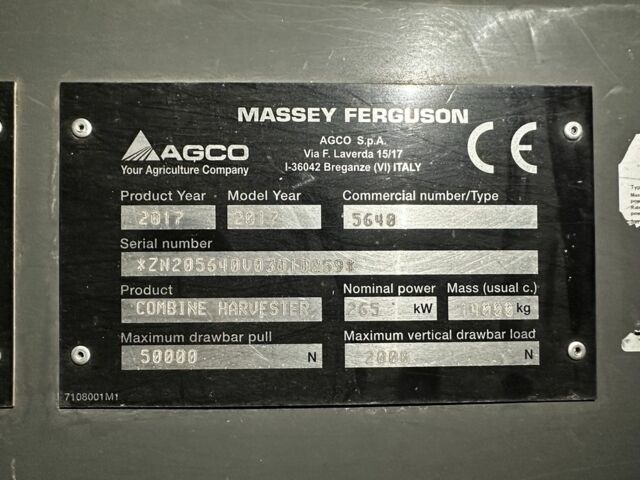 MASSEY FERGUSON
AGCO
Your Agriculture Company
AGCO S.p.A.
Via F. Laverda 15/17
I-36042 Breganze (VI) ITALY
CE
Product Year Model Year Commercial number/Type
2017 2017 5640
Serial number
Product Nominal power Mass (usual c.)
COMBINE HARVESTER 265 kW kg
Maximum drawbar pull Maximum vertical drawbar load
50000 N 2000 N
7108001M1